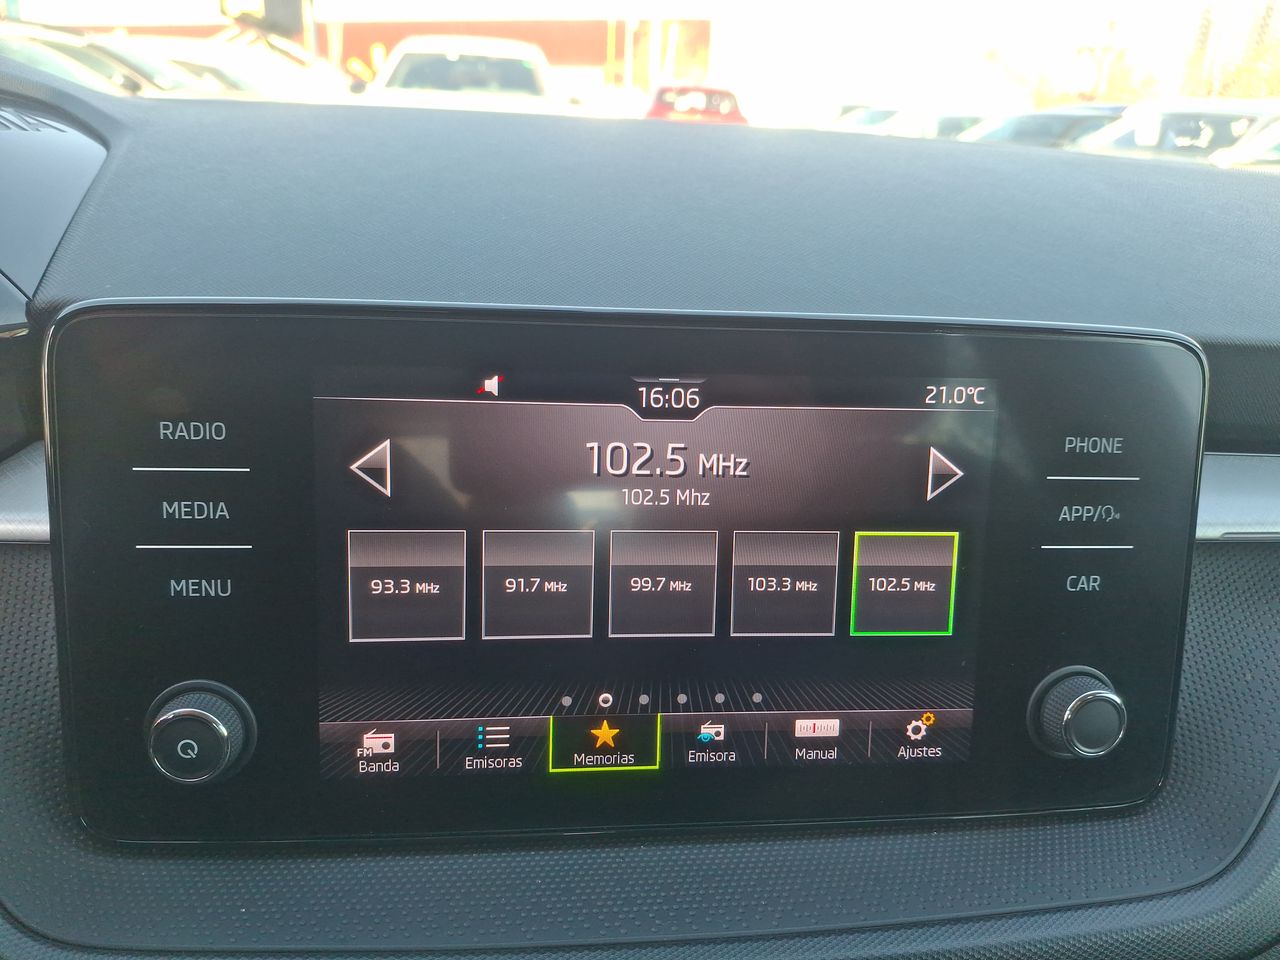 RADIO
MEDIA
MENU
16:06
21.0°C
102.5 MHz
102.5 Mhz
93.3 MHz
91.7 MHz
99.7 MHz
103.3 MHz
102.5 MHz
FM
Banda
Emisoras
Memorias
Emisora
Manual
Ajustes
PHONE
APP/
CAR